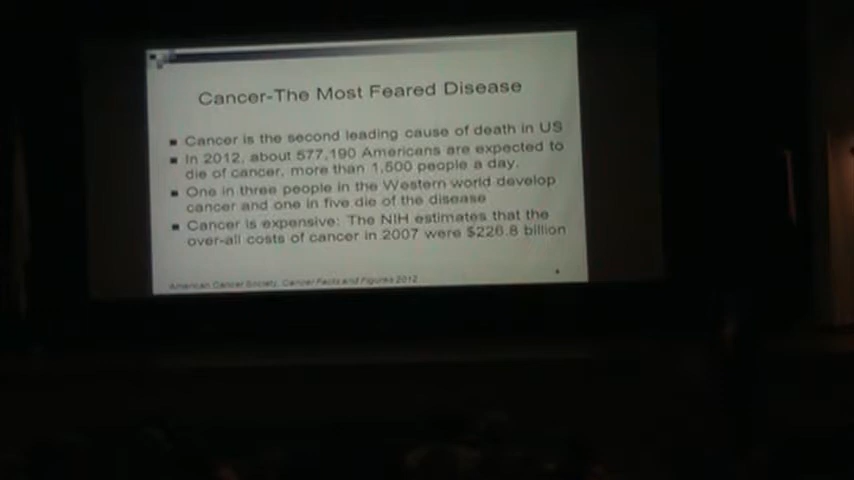 Cancer-The Most Feared Disease
Cancer is the second leading cause of death in US
In 2012, about 577,190 Americans are expected to
die of cancer, more than 1,500 people a day.
One in three people in the Western world develop
cancer and one in five die of the disease
Cancer is expensive: The NIH estimates that the
over-all costs of cancer in 2007 were $226.8 billion
American Cancer Society, Cancer Facts and Figures 2012